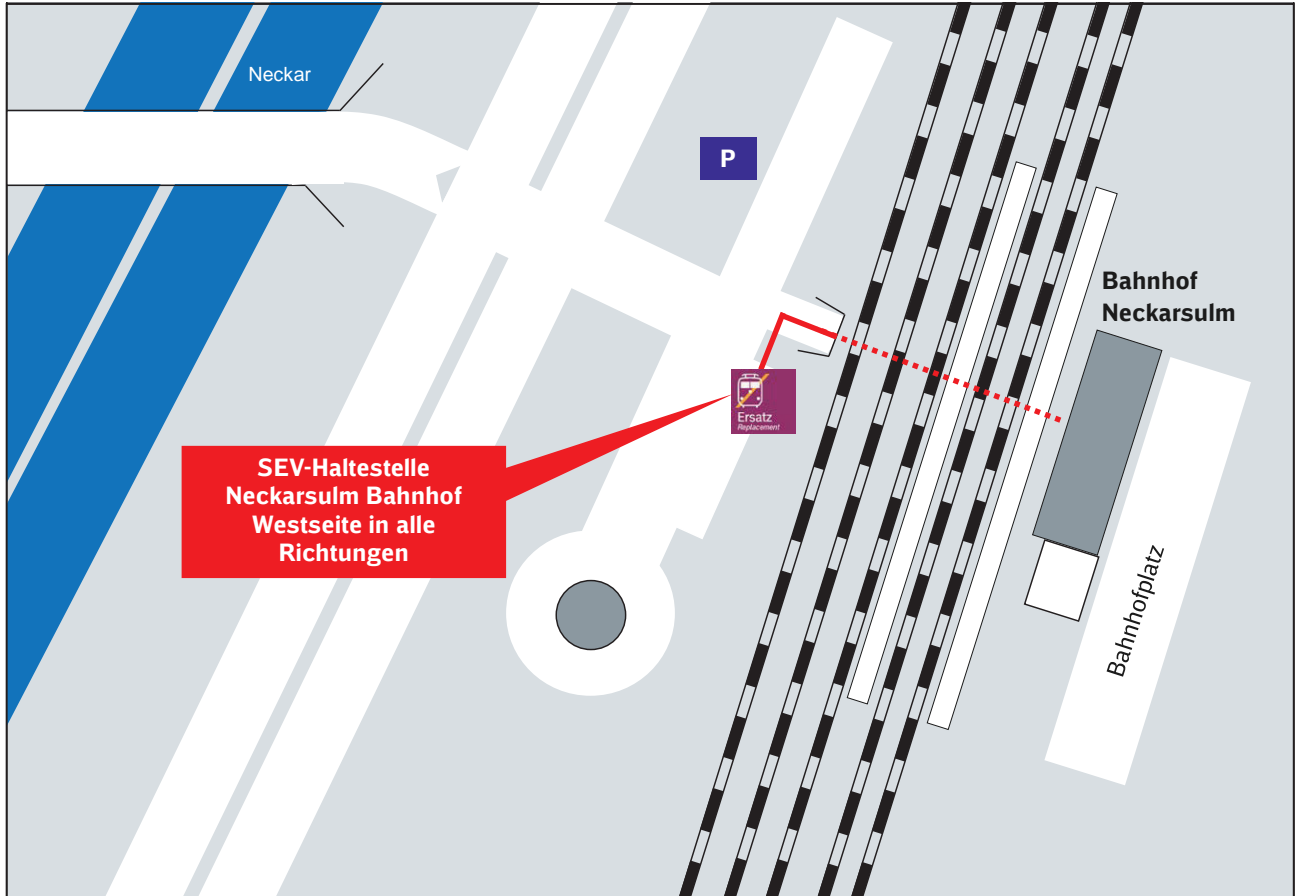 Neckar
P
Bahnhof
Neckarsulm
Ersatz
Replacement
SEV-Haltestelle
Neckarsulm Bahnhof
Westseite in alle
Richtungen
Bahnhofplatz